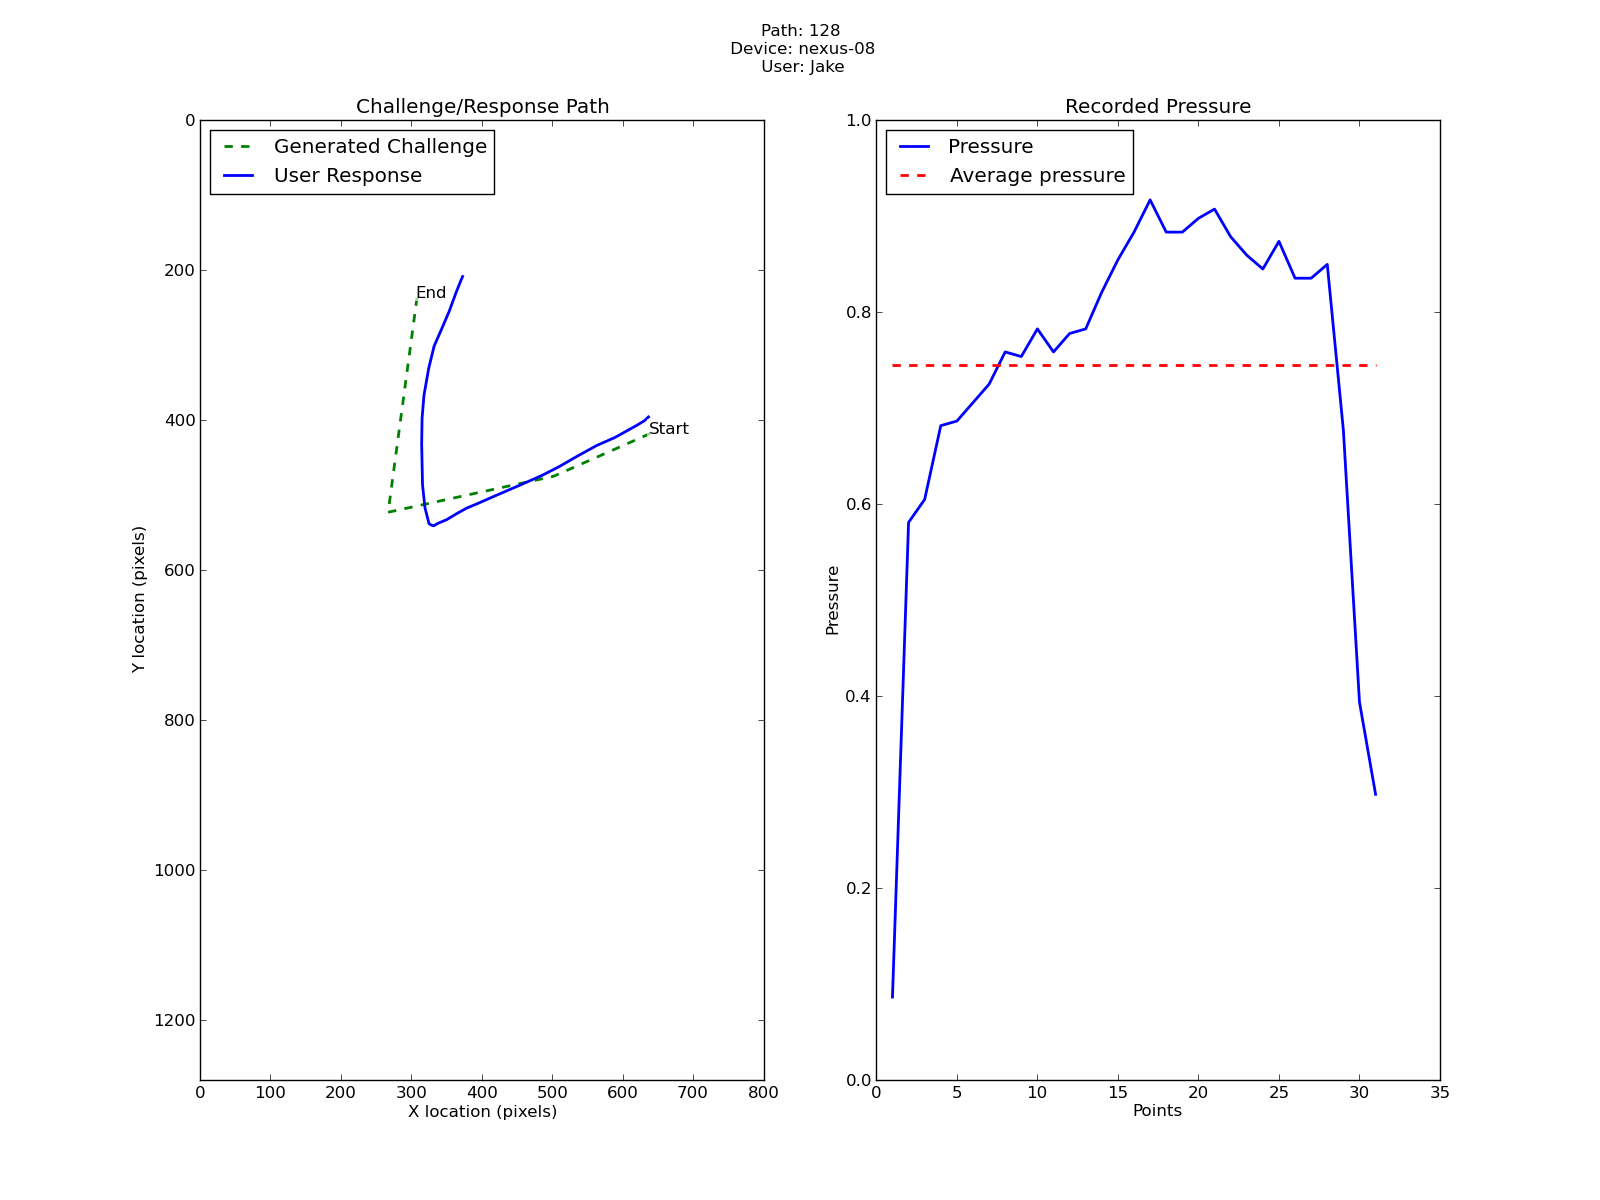 Path: 128
Device: nexus-08
User: Jake
Challenge/Response Path
Generated Challenge
User Response
End
Start
0
200
400
600
800
1000
1200
Y location (pixels)
0 100 200 300 400 500 600 700 800
X location (pixels)
Recorded Pressure
Pressure
Average pressure
1.0
0.8
0.6
0.4
0.2
0.0
Pressure
0 5 10 15 20 25 30 35
Points